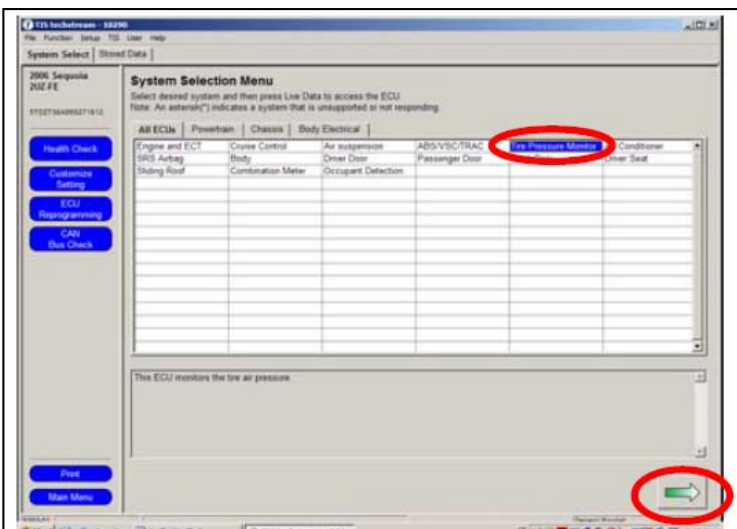 TIS techstream - 10290
File Function Setup TIS User Help
System Select Stored Data
2006 Sequoia
2UZ-FE
System Selection Menu
Select desired system and then press Live Data to access the ECU.
Note: An asterisk(*) indicates a system that is unsupported or not responding.
All ECUs Powertrain Chassis Body Electrical
Health Check
Customize
Setting
ECU
Reprogramming
CAN
Bus Check
Engine and ECT Cruise Control Air suspension ABS/VSC/TRAC Tire Pressure Monitor Conditioner
SRS Airbag Body Driver Door Passenger Door Driver Seat
Sliding Roof Combination Meter Occupant Detection
This ECU monitors the tire air pressure.
Print
Main Menu